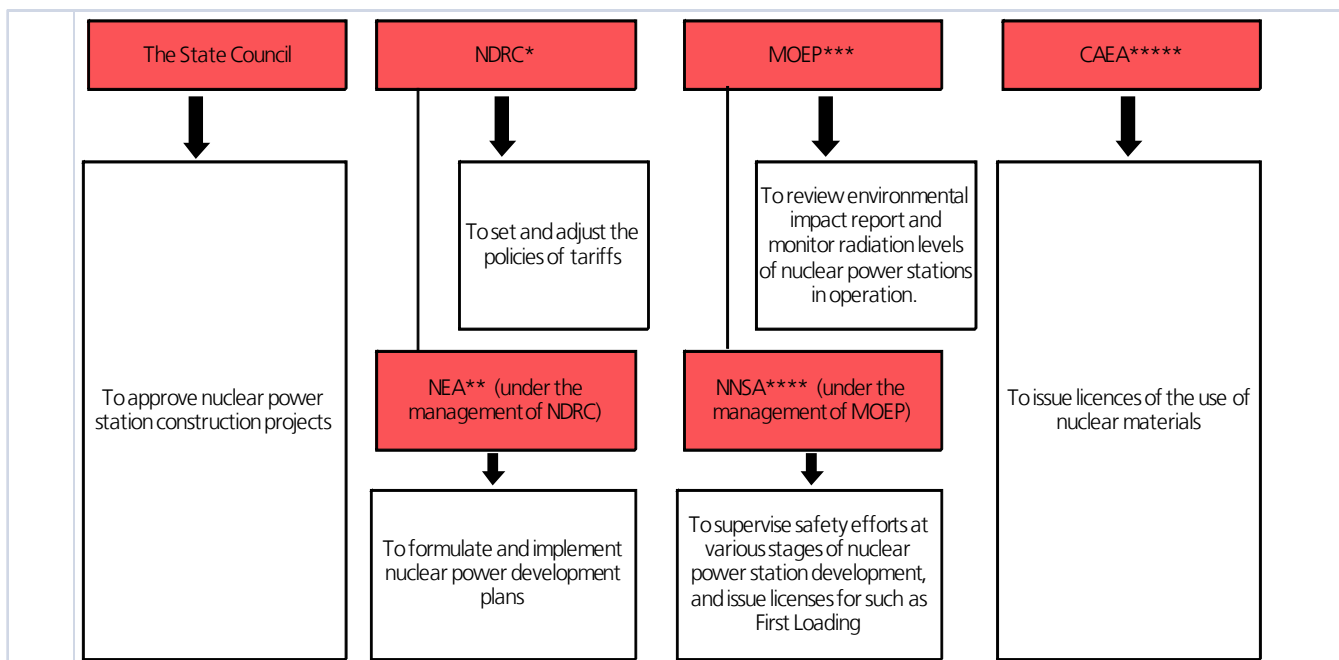 The State Council
NDRC*
MOEP***
CAEA*****
To set and adjust the
policies of tariffs
To review environmental
impact report and
monitor radiation levels
of nuclear power stations
in operation.
To approve nuclear power
station construction projects
NEA** (under the
management of NDRC)
NNSA**** (under the
management of MOEP)
To issue licences of the use of
nuclear materials
To formulate and implement
nuclear power development
plans
To supervise safety efforts at
various stages of nuclear
power station development,
and issue licenses for such as
First Loading